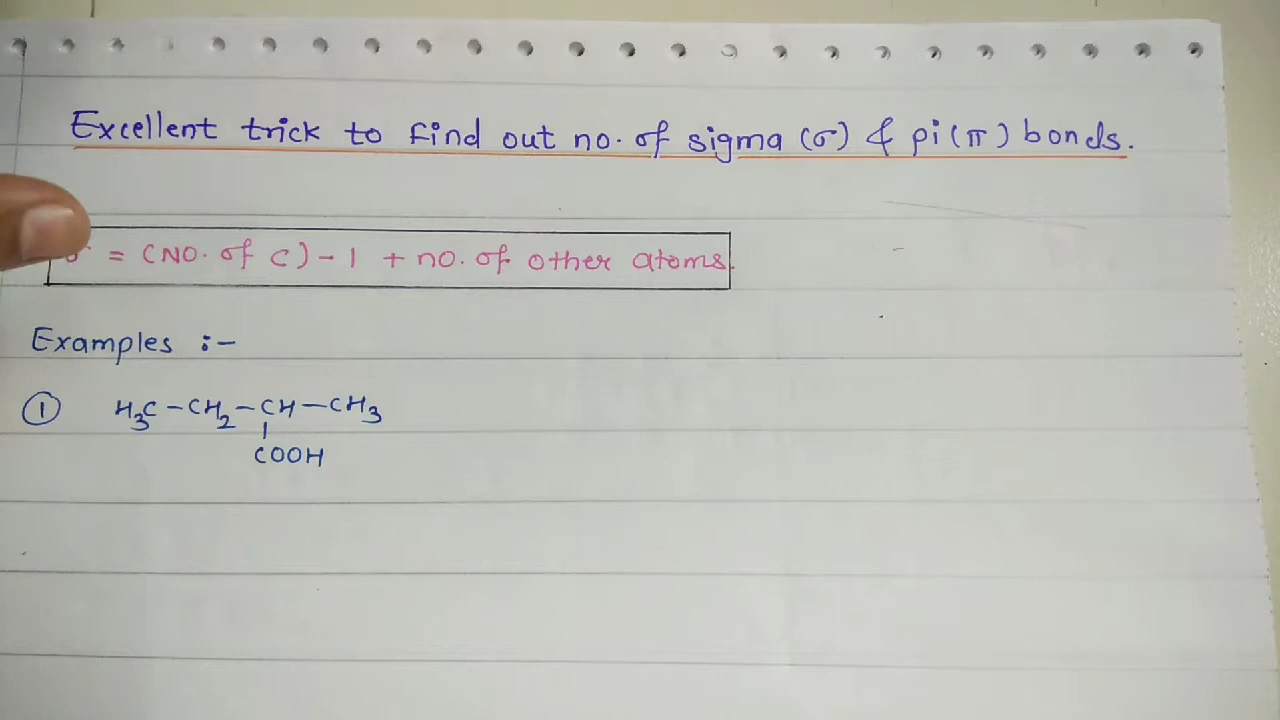 Excellent trick to find out no. of sigma (σ) & pi (π) bonds.
σ = (No. of C) - 1 + no. of other atoms.
Examples :-
① H₃C - CH₂ - CH - CH₃
|
COOH